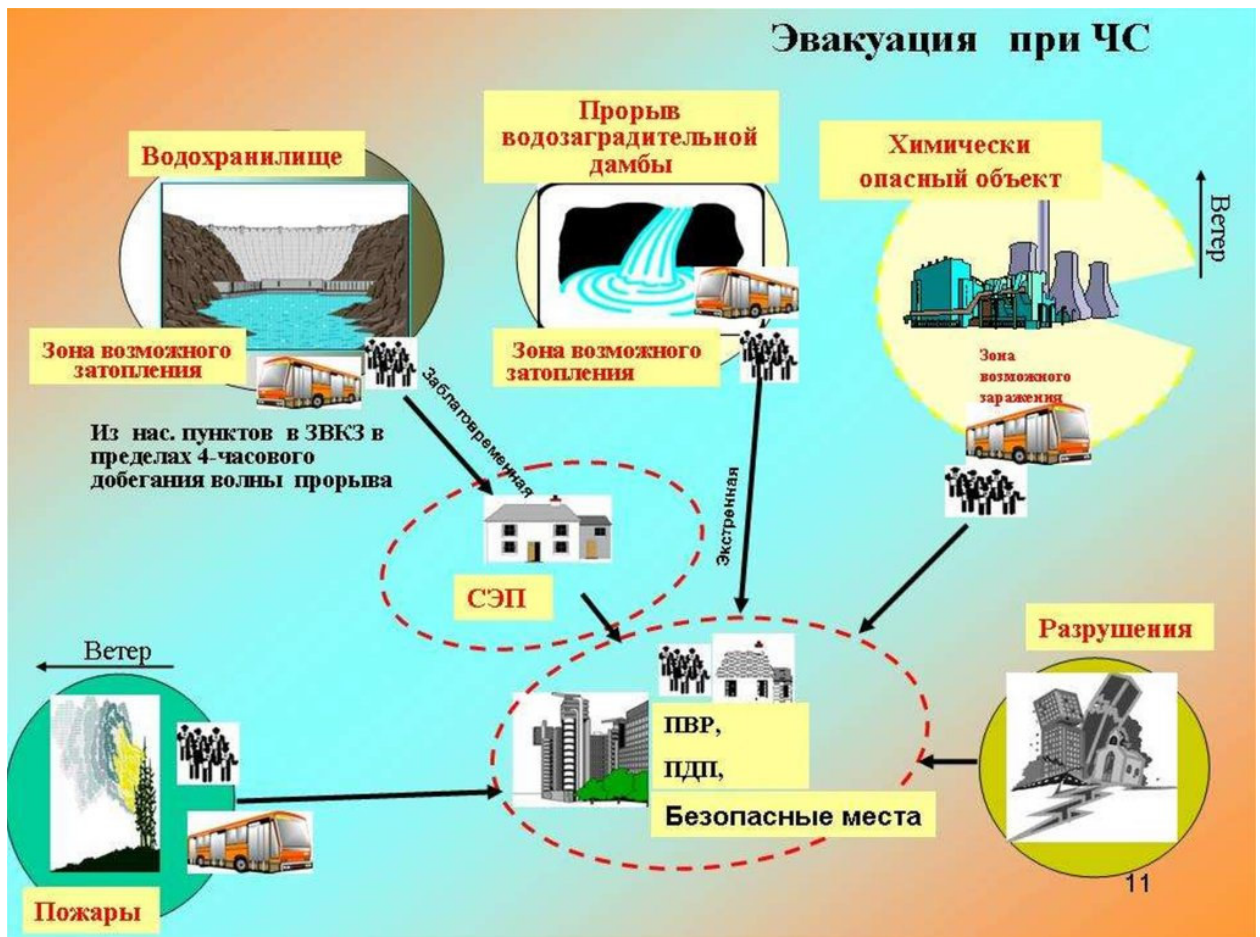 Эвакуация при ЧС
Водохранилище
Прорыв
водозаградительной
дамбы
Химически
опасный объект
Ветер
Зона возможного
затопления
Зона возможного
затопления
Зона
возможного
заражения
Из нас. пунктов в ЗВКЗ в
пределах 4-часового
добегания волны прорыва
Заблаговременная
Экстренная
СЭП
Разрушения
Ветер
ПВР,
ПДП,
Безопасные места
Пожары
11